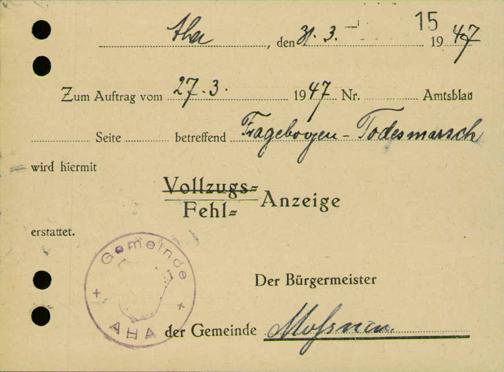 15
Aha, den 31.3. 1947
Zum Auftrag vom 27.3. 1947 Nr. Amtsblau
Seite betreffend Fragebogen-Todesmarsch
wird hiermit
Vollzugs=
Fehl= Anzeige
erstattet.
Gemeinde
AHA
Der Bürgermeister
der Gemeinde